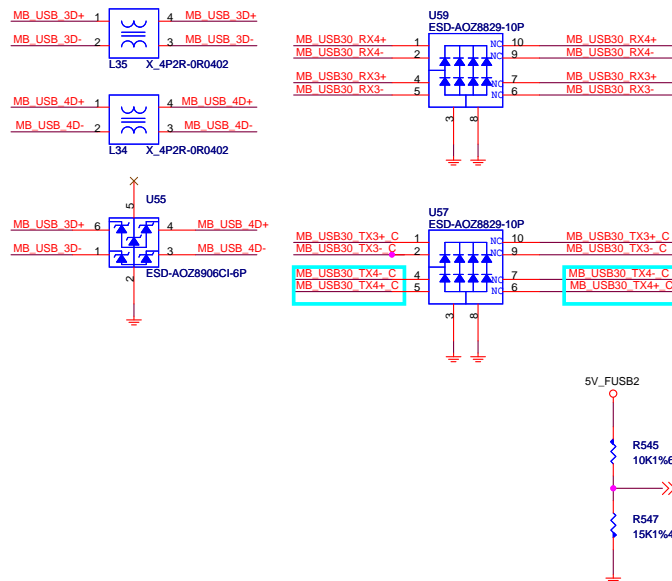 MB_USB_3D+ 1 4 MB_USB_3D+
MB_USB_3D- 2 3 MB_USB_3D-
L35 X_4P2R-0R0402
MB_USB_4D+ 1 4 MB_USB_4D+
MB_USB_4D- 2 3 MB_USB_4D-
L34 X_4P2R-0R0402
U59
ESD-AOZ8829-10P
MB_USB30_RX4+ 1 NC 10 MB_USB30_RX4+
MB_USB30_RX4- 2 NC 9 MB_USB30_RX4-
MB_USB30_RX3+ 4 NC 7 MB_USB30_RX3+
MB_USB30_RX3- 5 NC 6 MB_USB30_RX3-
3 8
5
U55
MB_USB_3D+ 6 4 MB_USB_4D+
MB_USB_3D- 1 3 MB_USB_4D-
2
ESD-AOZ8906CI-6P
U57
ESD-AOZ8829-10P
MB_USB30_TX3+_C 1 NC 10 MB_USB30_TX3+_C
MB_USB30_TX3-_C 2 NC 9 MB_USB30_TX3-_C
MB_USB30_TX4-_C 4 NC 7 MB_USB30_TX4-_C
MB_USB30_TX4+_C 5 NC 6 MB_USB30_TX4+_C
3 8
5V_FUSB2
R545
10K1%6
R547
15K1%4